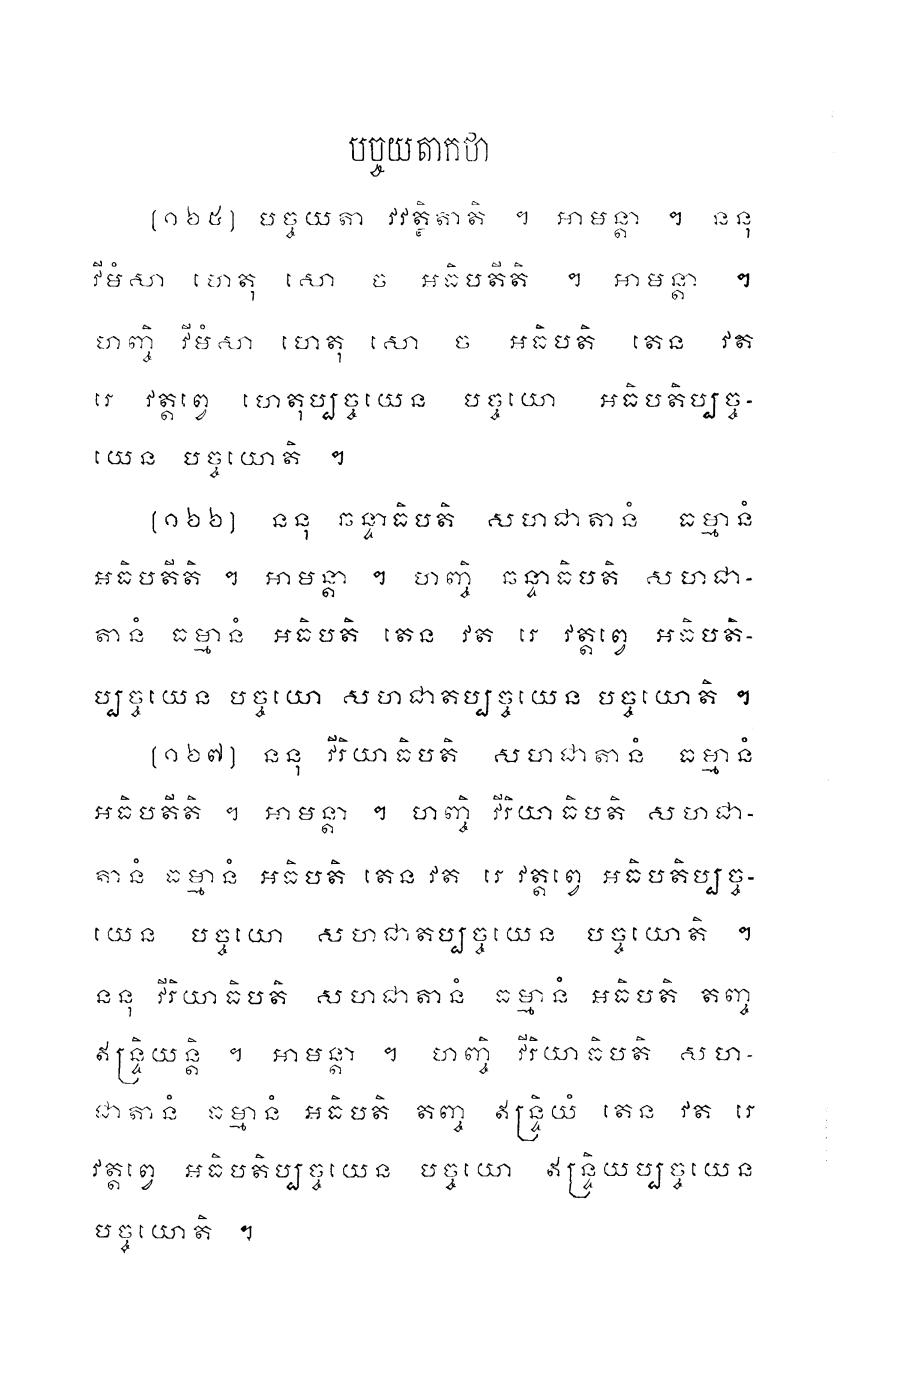 បច្ចយតាកថា
(១៦៥) បច្ចយតា វវត្ថិតាតិ ។ អាមន្តា ។ ននុ
វីមំសា ហេតុ សោ ច អធិបតីតិ ។ អាមន្តា ។
ហញ្ចិ វីមំសា ហេតុ សោ ច អធិបតិ តេន វត
រេ វត្តព្វេ ហេតុប្បច្ចយេន បច្ចយោ អធិបតិប្បច្ច-
យេន បច្ចយោតិ ។
(១៦៦) ននុ ឆន្ទាធិបតិ សហជាតានំ ធម្មានំ
អធិបតីតិ ។ អាមន្តា ។ ហញ្ចិ ឆន្ទាធិបតិ សហជា-
តានំ ធម្មានំ អធិបតិ តេន វត រេ វត្តព្វេ អធិបតិ-
ប្បច្ចយេន បច្ចយោ សហជាតប្បច្ចយេន បច្ចយោតិ ។
(១៦៧) ននុ វីរិយាធិបតិ សហជាតានំ ធម្មានំ
អធិបតីតិ ។ អាមន្តា ។ ហញ្ចិ វីរិយាធិបតិ សហជា-
តានំ ធម្មានំ អធិបតិ តេន វត រេ វត្តព្វេ អធិបតិប្បច្ច-
យេន បច្ចយោ សហជាតប្បច្ចយេន បច្ចយោតិ ។
ននុ វីរិយាធិបតិ សហជាតានំ ធម្មានំ អធិបតិ តញ្ច
ឥន្ទ្រិយន្តិ ។ អាមន្តា ។ ហញ្ចិ វីរិយាធិបតិ សហ-
ជាតានំ ធម្មានំ អធិបតិ តញ្ច ឥន្ទ្រិយំ តេន វត រេ
វត្តព្វេ អធិបតិប្បច្ចយេន បច្ចយោ ឥន្ទ្រិយប្បច្ចយេន
បច្ចយោតិ ។